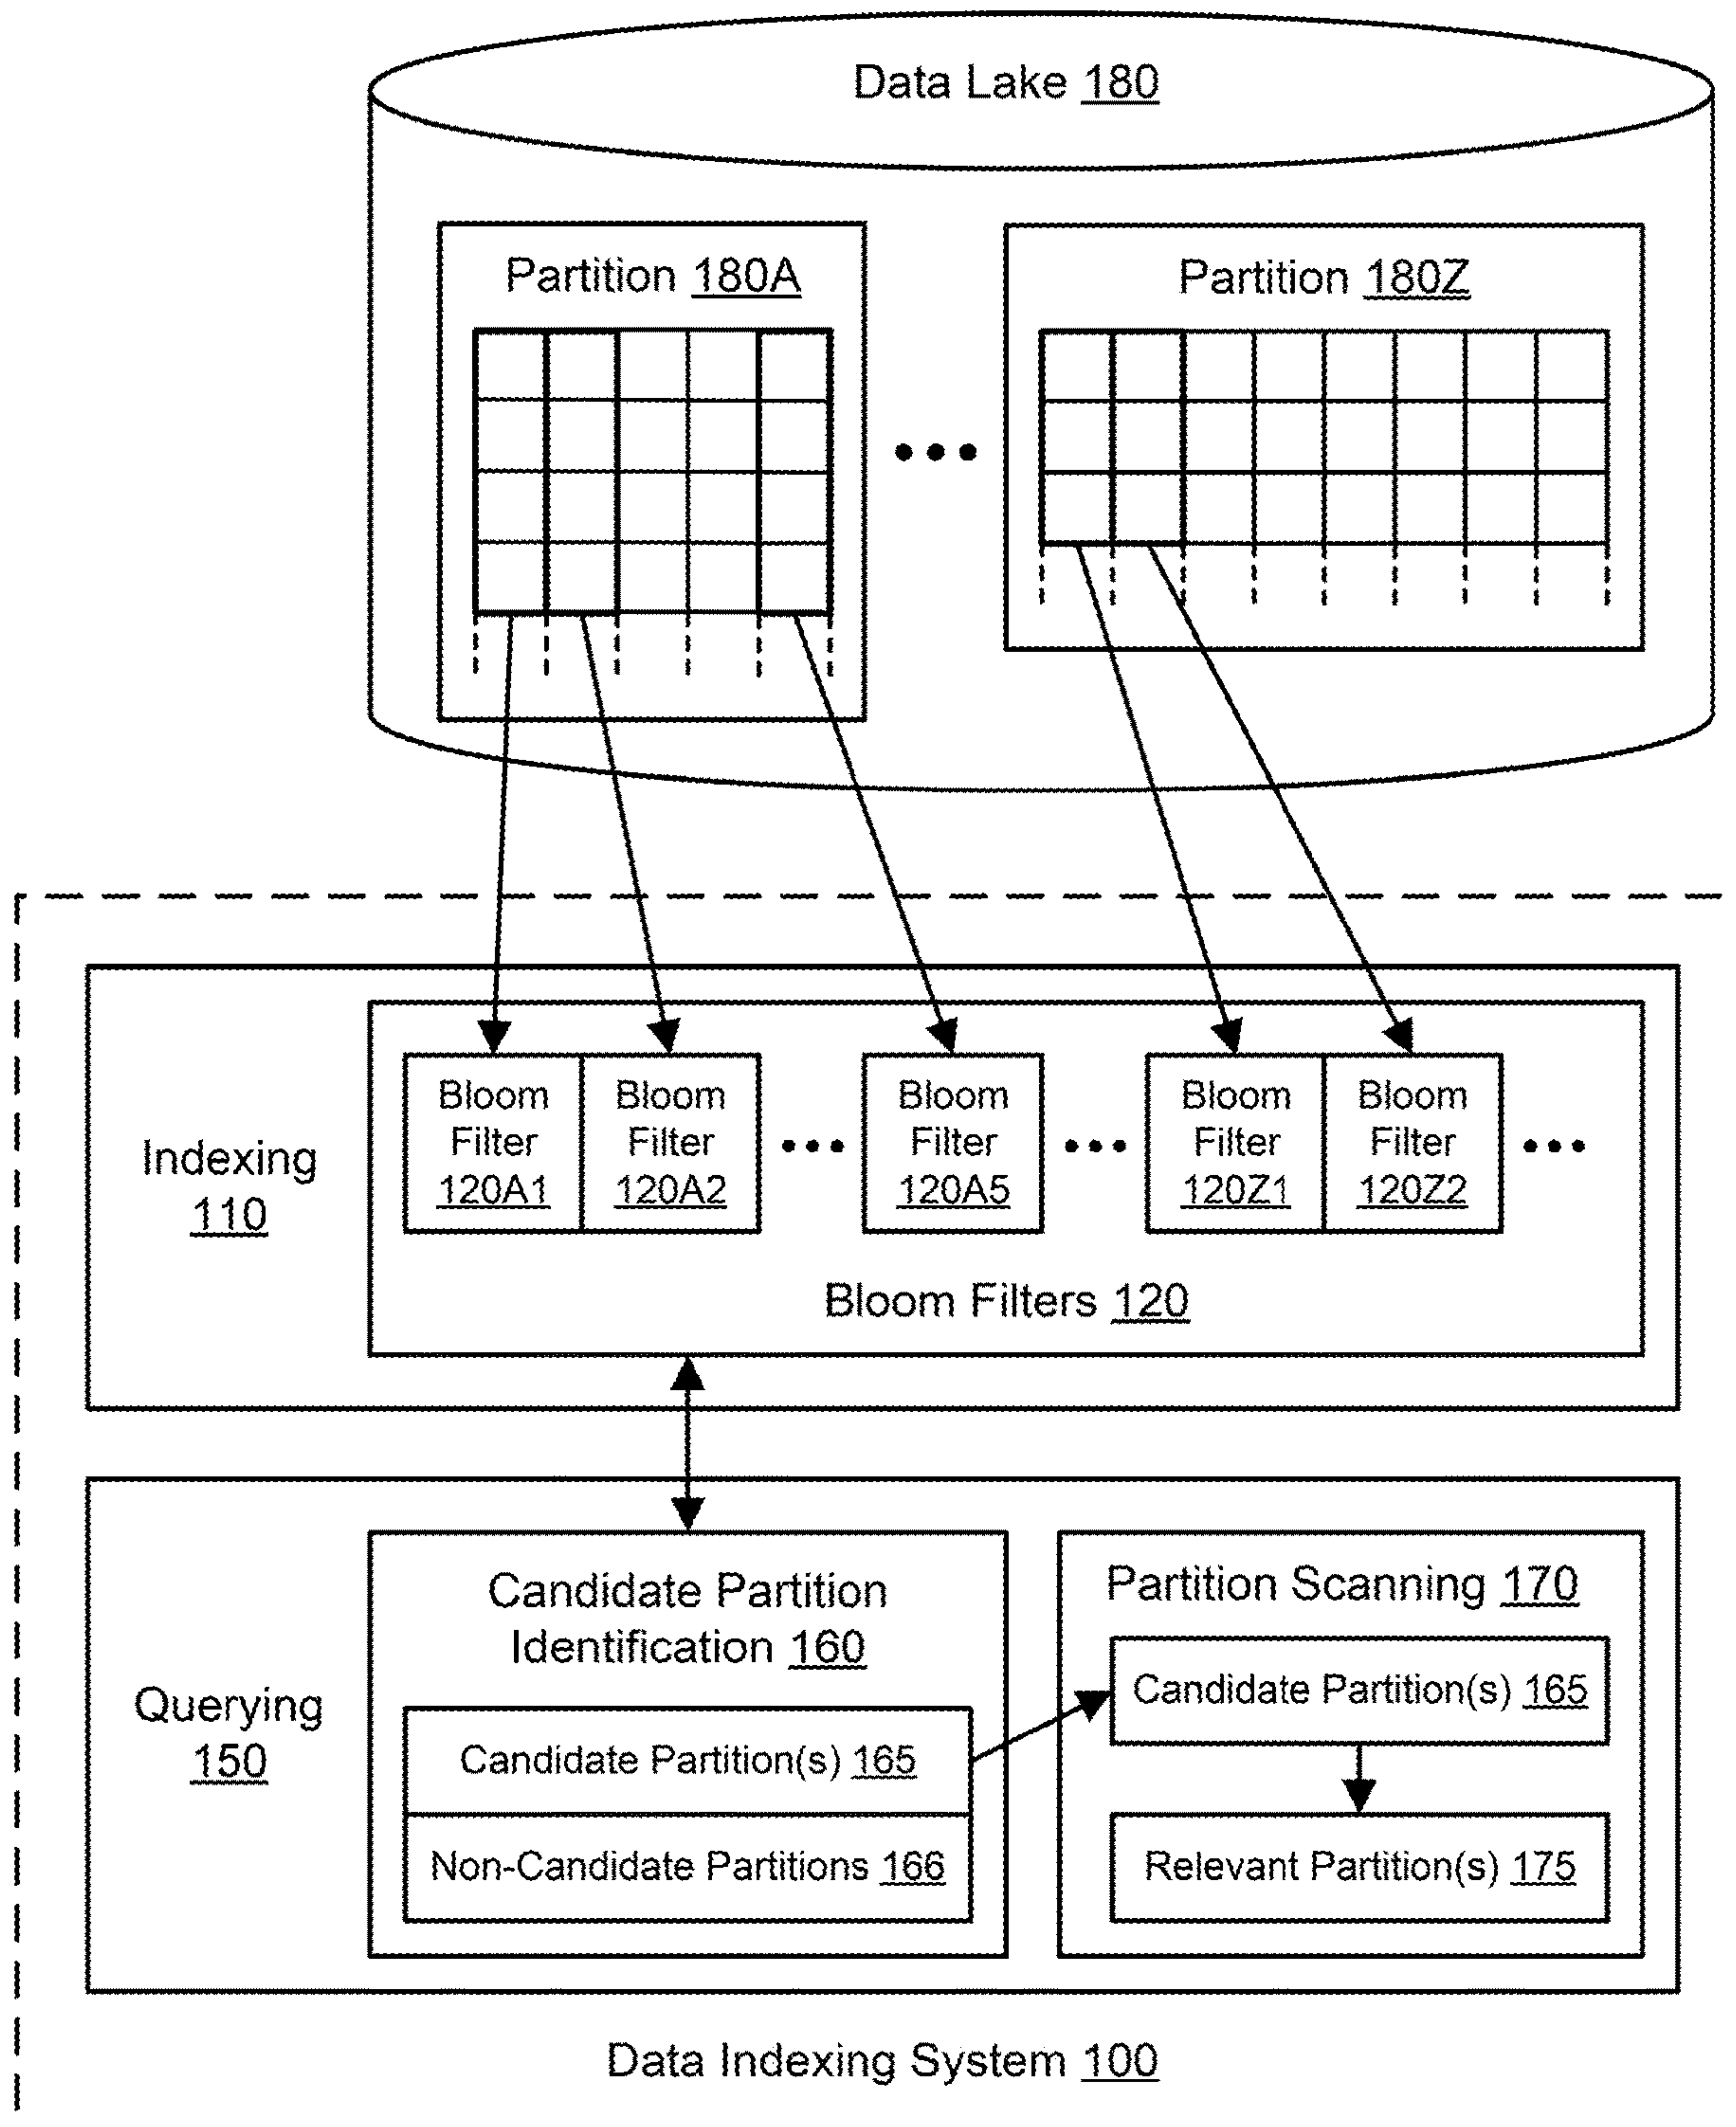 Data Lake 180
Partition 180A
Partition 180Z
Indexing
110
Bloom
Filter
120A1
Bloom
Filter
120A2
Bloom
Filter
120A5
Bloom
Filter
120Z1
Bloom
Filter
120Z2
Bloom Filters 120
Querying
150
Candidate Partition
Identification 160
Candidate Partition(s) 165
Non-Candidate Partitions 166
Partition Scanning 170
Candidate Partition(s) 165
Relevant Partition(s) 175
Data Indexing System 100